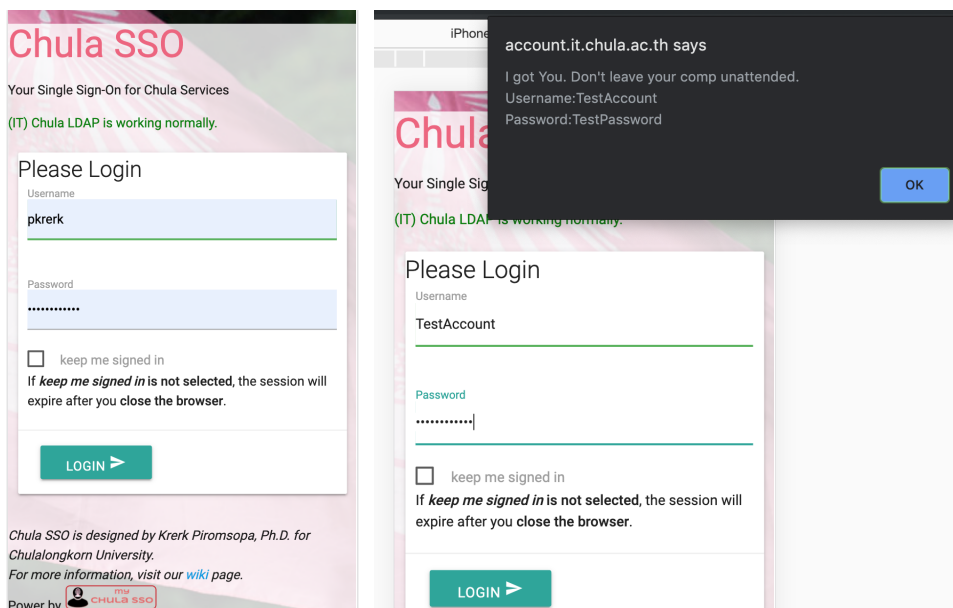 Chula SSO
Your Single Sign-On for Chula Services
(IT) Chula LDAP is working normally.
Please Login
Username
pkrerk
Password
••••••••••••
keep me signed in
If keep me signed in is not selected, the session will
expire after you close the browser.
LOGIN
Chula SSO is designed by Krerk Piromsopa, Ph.D. for
Chulalongkorn University.
For more information, visit our wiki page.
Power by my CHULA SSO
iPhone
account.it.chula.ac.th says
I got You. Don't leave your comp unattended.
Username:TestAccount
Password:TestPassword
OK
Chula
Your Single Sig
(IT) Chula LDAP is working normally.
Please Login
Username
TestAccount
Password
••••••••••••
keep me signed in
If keep me signed in is not selected, the session will
expire after you close the browser.
LOGIN